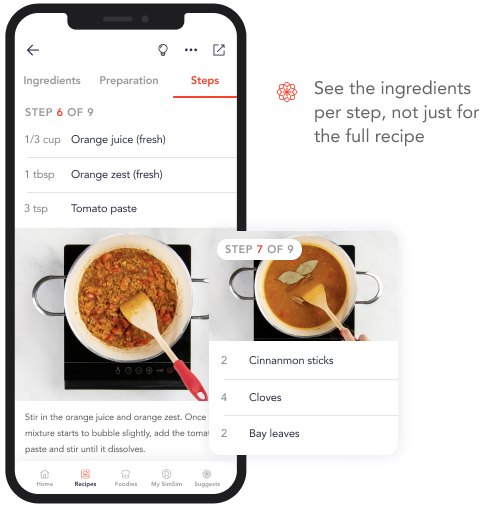 Ingredients Preparation Steps
STEP 6 OF 9
1/3 cup Orange juice (fresh)
1 tbsp Orange zest (fresh)
3 tsp Tomato paste
Stir in the orange juice and orange zest. Once
mixture starts to bubble slightly, add the
paste and stir until it dissolves.
Home Recipes Foodies My SimSim Suggests
See the ingredients
per step, not just for
the full recipe
STEP 7 OF 9
2 Cinnanmon sticks
4 Cloves
2 Bay leaves